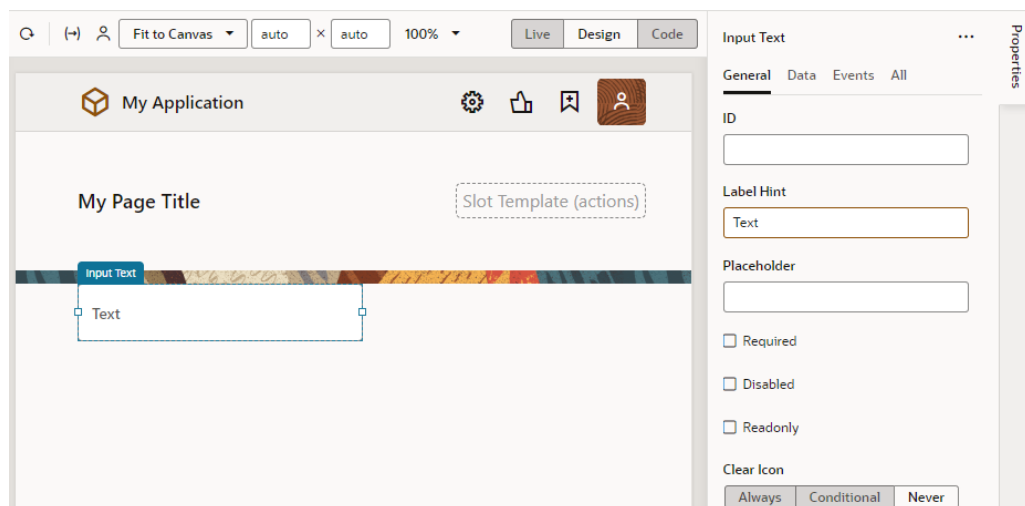 Fit to Canvas auto × auto 100% Live Design Code
My Application
My Page Title
Slot Template (actions)
Input Text
Text
Input Text ...
General Data Events All
ID
Label Hint
Text
Placeholder
Required
Disabled
Readonly
Clear Icon
Always Conditional Never
Properties